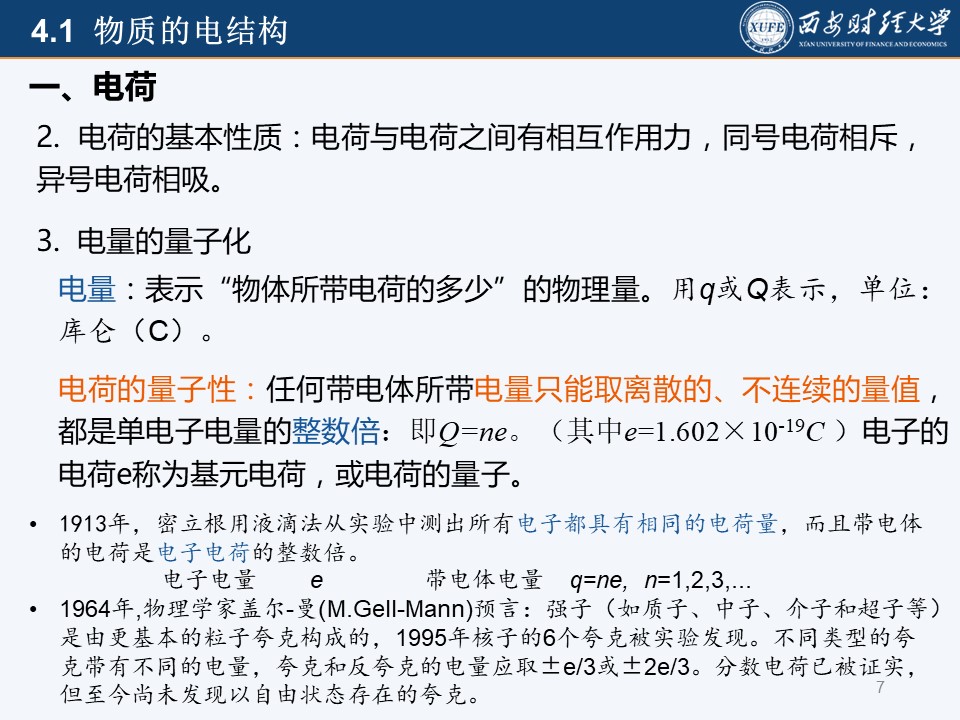 4.1 物质的电结构
XUFE
西安财经大学
XI'AN UNIVERSITY OF FINANCE AND ECONOMICS
一、电荷
2. 电荷的基本性质：电荷与电荷之间有相互作用力，同号电荷相斥，
异号电荷相吸。
3. 电量的量子化
电量：表示“物体所带电荷的多少”的物理量。用q或Q表示，单位：
库仑（C）。
电荷的量子性：任何带电体所带电量只能取离散的、不连续的量值，
都是单电子电量的整数倍：即Q=ne。（其中e=1.602×10⁻¹⁹C ）电子的
电荷e称为基元电荷，或电荷的量子。
• 1913年，密立根用液滴法从实验中测出所有电子都具有相同的电荷量，而且带电体
的电荷是电子电荷的整数倍。
电子电量 e 带电体电量 q=ne, n=1,2,3,...
• 1964年,物理学家盖尔-曼(M.Gell-Mann)预言：强子（如质子、中子、介子和超子等）
是由更基本的粒子夸克构成的，1995年核子的6个夸克被实验发现。不同类型的夸
克带有不同的电量，夸克和反夸克的电量应取±e/3或±2e/3。分数电荷已被证实，
但至今尚未发现以自由状态存在的夸克。
7